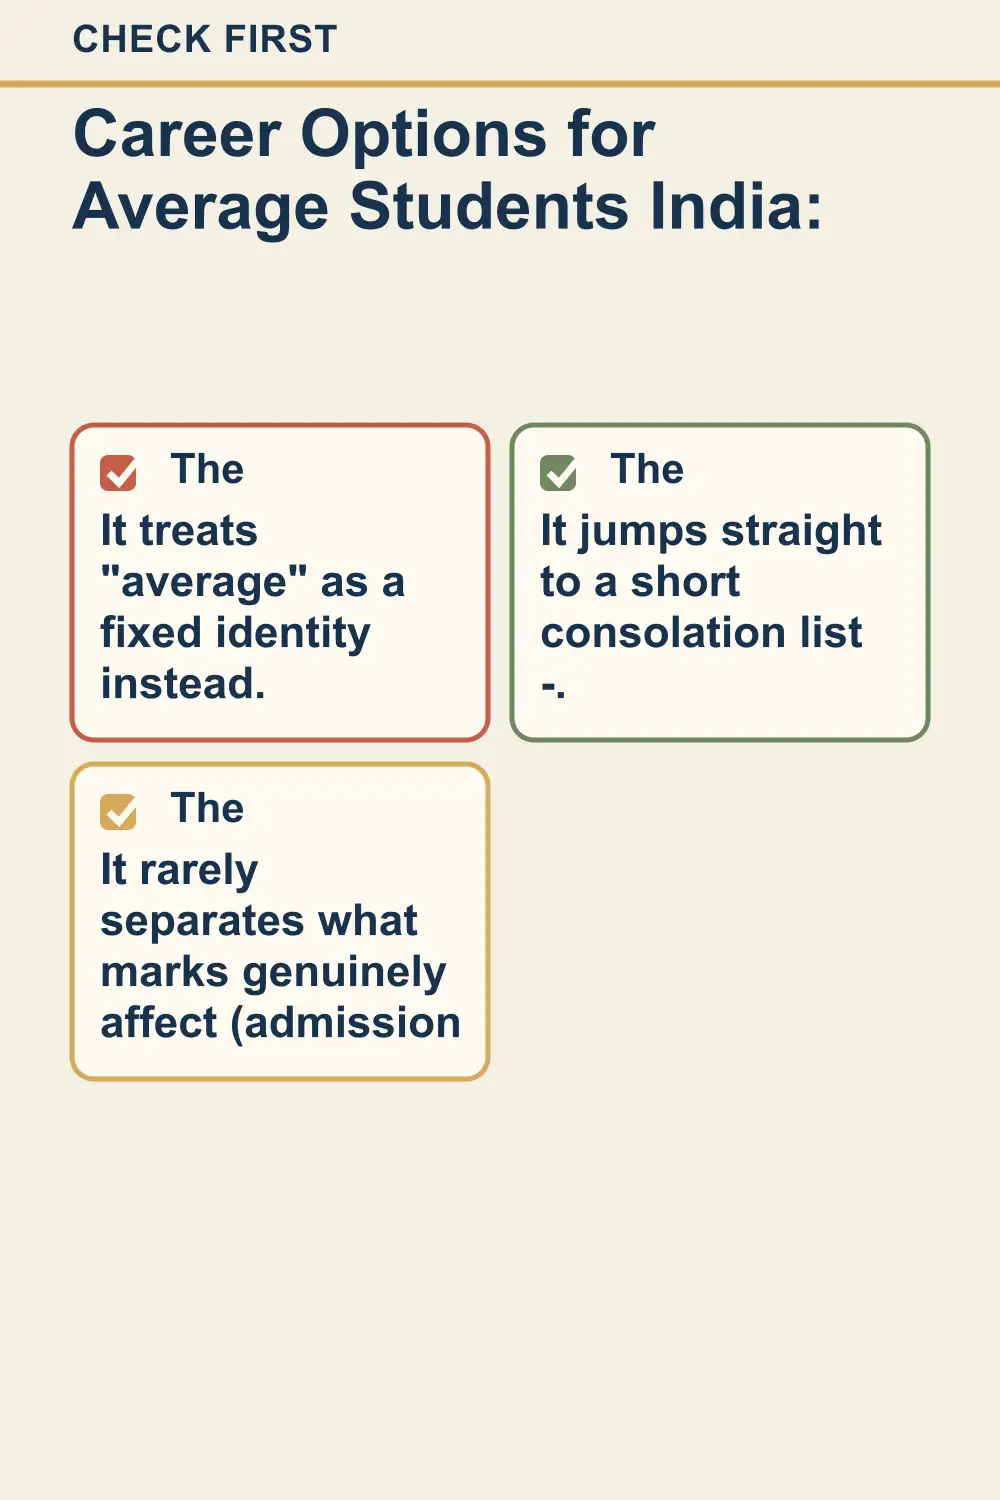 CHECK FIRST
Career Options for
Average Students India:
The
It treats
"average" as a
fixed identity
instead.
The
It jumps straight
to a short
consolation list
-.
The
It rarely
separates what
marks genuinely
affect (admission